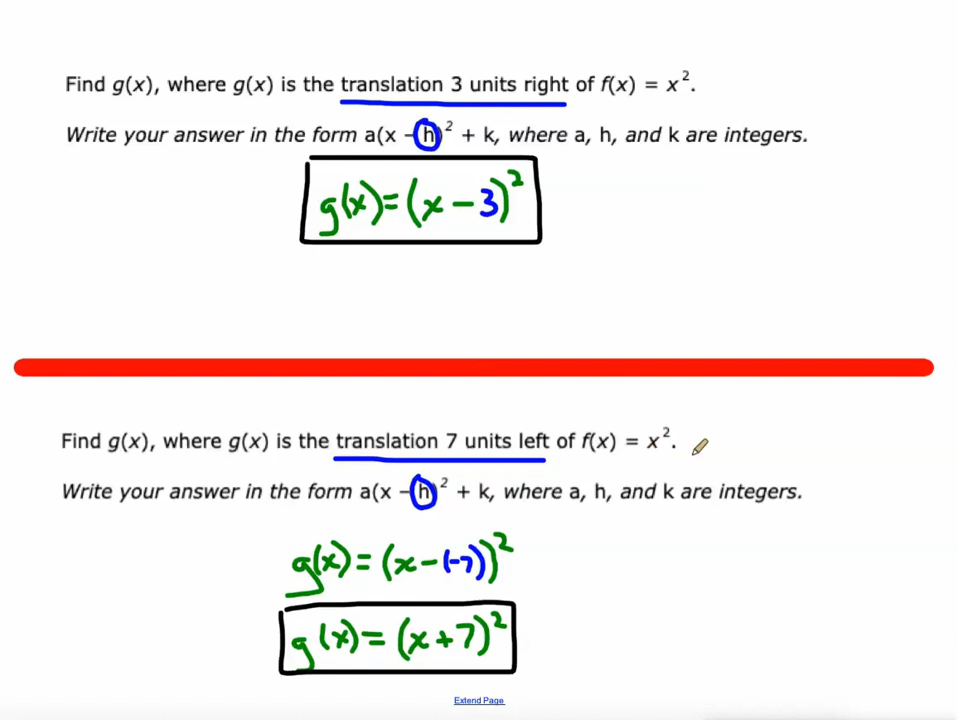 Find g(x), where g(x) is the translation 3 units right of f(x) = x².
Write your answer in the form a(x − h)² + k, where a, h, and k are integers.
g(x) = (x − 3)²
Find g(x), where g(x) is the translation 7 units left of f(x) = x².
Write your answer in the form a(x − h)² + k, where a, h, and k are integers.
g(x) = (x − (−7))²
g(x) = (x + 7)²
Extend Page